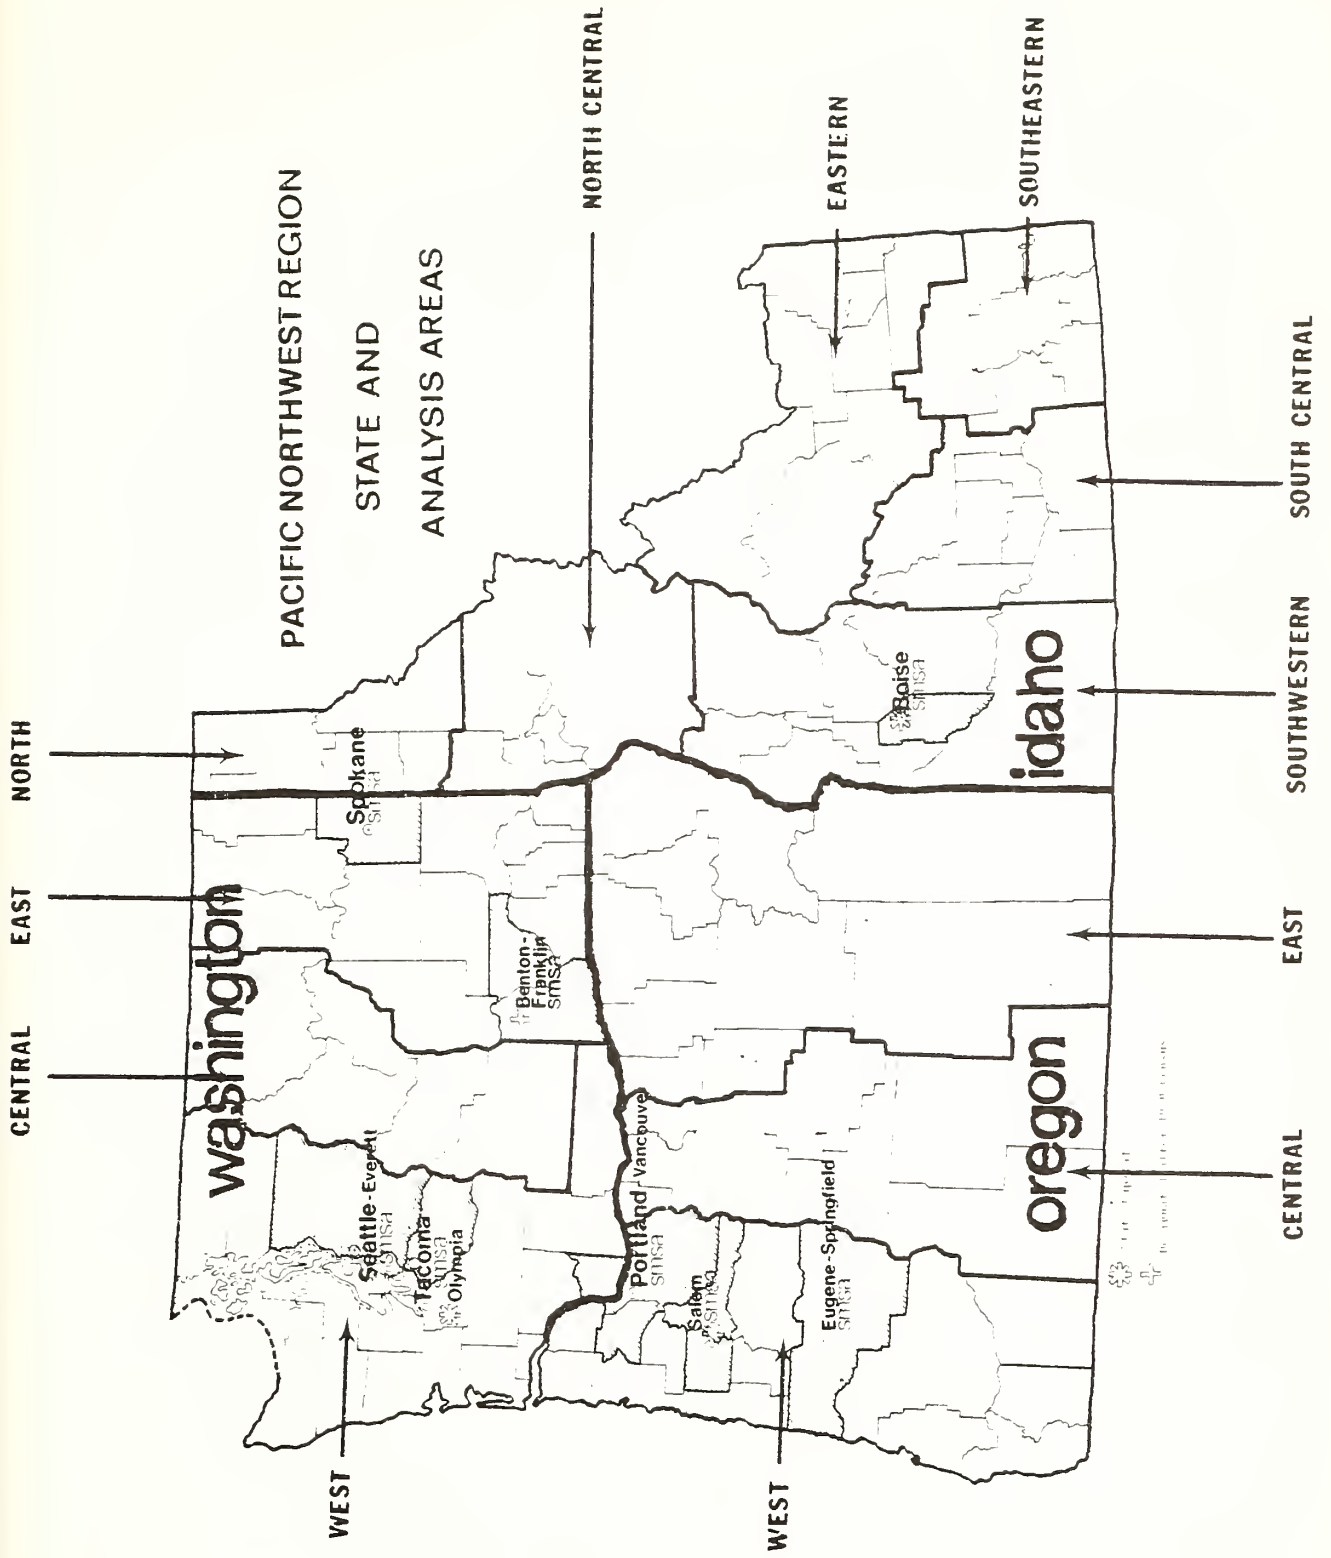 PACIFIC NORTHWEST REGION
STATE AND
ANALYSIS AREAS
CENTRAL
EAST
NORTH
NORTH CENTRAL
EASTERN
SOUTHEASTERN
WEST
WEST
washington
Seattle - Everett
smsa
Tacoma
smsa
Olympia
Spokane
smsa
Benton-
Franklin
smsa
Portland - Vancouver
smsa
Salem
smsa
Eugene - Springfield
smsa
Boise
smsa
oregon
idaho
CENTRAL
EAST
SOUTHWESTERN
SOUTH CENTRAL